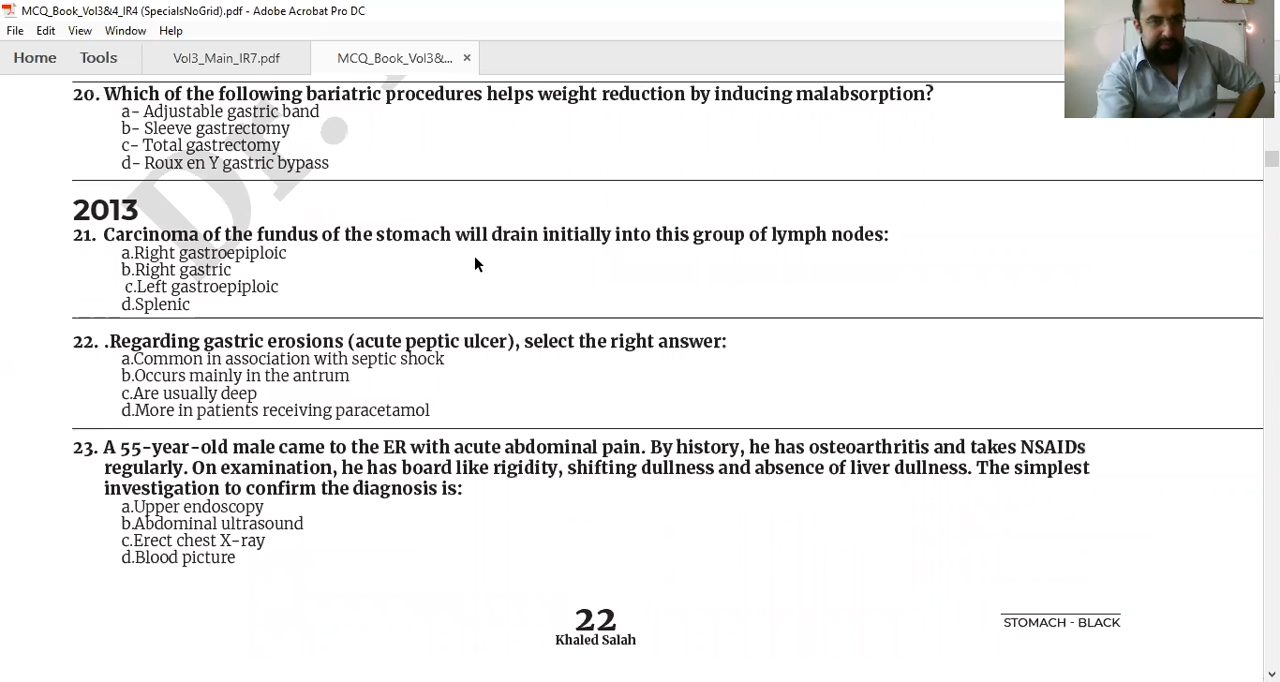 MCQ_Book_Vol3&4_IR4 (SpecialsNoGrid).pdf - Adobe Acrobat Pro DC
File Edit View Window Help
Home Tools Vol3_Main_IR7.pdf MCQ_Book_Vol3&... ×
20. Which of the following bariatric procedures helps weight reduction by inducing malabsorption?
a- Adjustable gastric band
b- Sleeve gastrectomy
c- Total gastrectomy
d- Roux en Y gastric bypass
2013
21. Carcinoma of the fundus of the stomach will drain initially into this group of lymph nodes:
a.Right gastroepiploic
b.Right gastric
c.Left gastroepiploic
d.Splenic
22. .Regarding gastric erosions (acute peptic ulcer), select the right answer:
a.Common in association with septic shock
b.Occurs mainly in the antrum
c.Are usually deep
d.More in patients receiving paracetamol
23. A 55-year-old male came to the ER with acute abdominal pain. By history, he has osteoarthritis and takes NSAIDs
regularly. On examination, he has board like rigidity, shifting dullness and absence of liver dullness. The simplest
investigation to confirm the diagnosis is:
a.Upper endoscopy
b.Abdominal ultrasound
c.Erect chest X-ray
d.Blood picture
22
Khaled Salah
STOMACH - BLACK
Dr.